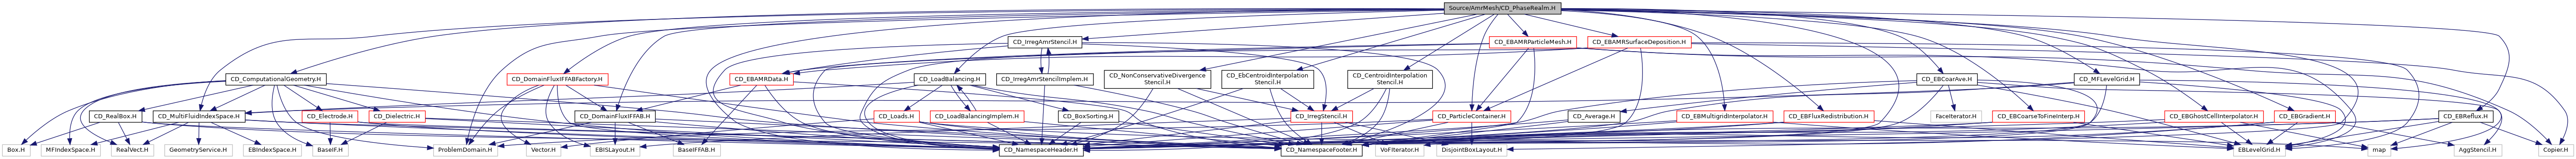 Source/AmrMesh/CD_PhaseRealm.H
CD_IrregAmrStencil.H
CD_EBAMRParticleMesh.H
CD_EBAMRSurfaceDeposition.H
CD_ComputationalGeometry.H
CD_DomainFluxIFFABFactory.H
CD_EBAMRData.H
CD_LoadBalancing.H
CD_IrregAmrStencilImplem.H
CD_NonConservativeDivergence
Stencil.H
CD_EbCentroidInterpolation
Stencil.H
CD_CentroidInterpolation
Stencil.H
CD_EBCoarAve.H
CD_MFLevelGrid.H
CD_RealBox.H
CD_MultiFluidIndexSpace.H
CD_Electrode.H
CD_Dielectric.H
CD_DomainFluxIFFAB.H
CD_Loads.H
CD_LoadBalancingImplem.H
CD_BoxSorting.H
CD_IrregStencil.H
CD_ParticleContainer.H
CD_Average.H
CD_EBMultigridInterpolator.H
CD_EBFluxRedistribution.H
FaceIterator.H
CD_EBCoarseToFineInterp.H
CD_EBGhostCellInterpolator.H
CD_EBGradient.H
CD_EBReflux.H
Box.H
MFIndexSpace.H
RealVect.H
GeometryService.H
EBIndexSpace.H
BaseIF.H
ProblemDomain.H
Vector.H
EBISLayout.H
BaseIFFAB.H
CD_NamespaceHeader.H
CD_NamespaceFooter.H
VoFIterator.H
DisjointBoxLayout.H
EBLevelGrid.H
map
AggStencil.H
Copier.H